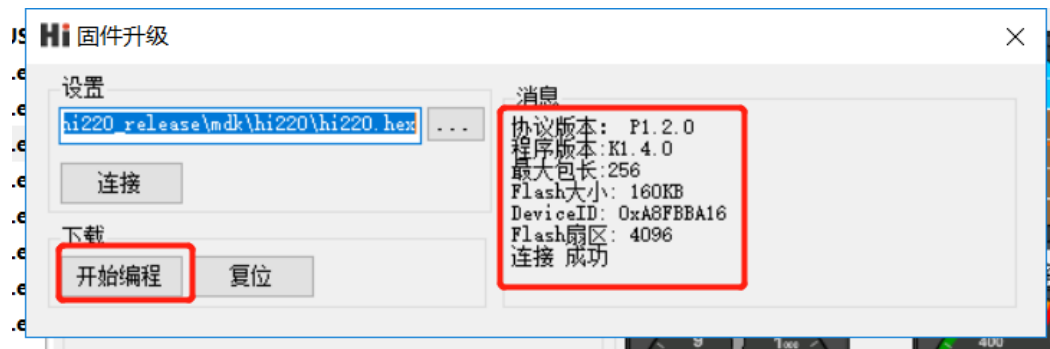 Hi 固件升级
设置
hi220_release\mdk\hi220\hi220.hex
...
连接
下载
开始编程
复位
消息
协议版本: P1.2.0
程序版本:K1.4.0
最大包长:256
Flash大小: 160KB
DeviceID: 0xA8FBBA16
Flash扇区: 4096
连接 成功
9
1000
400